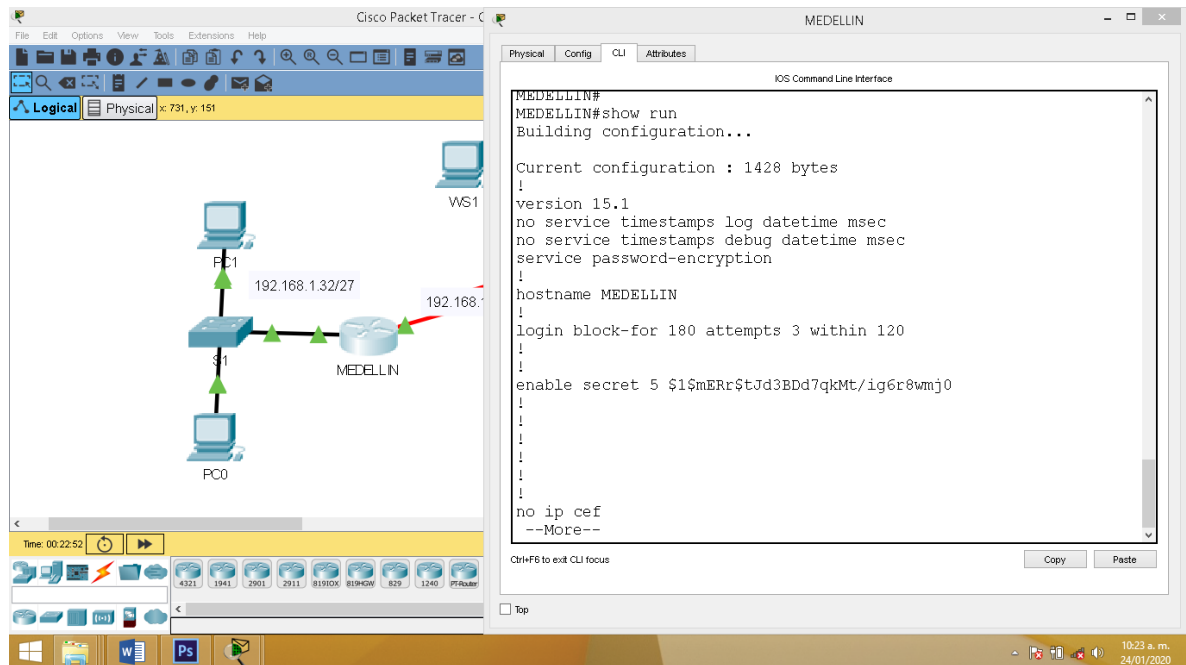 Cisco Packet Tracer - C
File Edit Options View Tools Extensions Help
Logical Physical x: 731, y: 151
WS1
PC1
192.168.1.32/27
192.168.1
S1
MEDELLIN
PC0
Time: 00:22:52
4321 1941 2901 2911 819IOX 819HGW 829 1240 PT-Router
MEDELLIN
Physical Config CLI Attributes
IOS Command Line Interface
MEDELLIN#
MEDELLIN#show run
Building configuration...
Current configuration : 1428 bytes
!
version 15.1
no service timestamps log datetime msec
no service timestamps debug datetime msec
service password-encryption
!
hostname MEDELLIN
!
login block-for 180 attempts 3 within 120
!
!
enable secret 5 $1$mERr$tJd3BDd7qkMt/ig6r8wmj0
!
!
!
!
!
!
no ip cef
--More--
Ctrl+F6 to exit CLI focus
Copy Paste
Top
W Ps
10:23 a. m.
24/01/2020